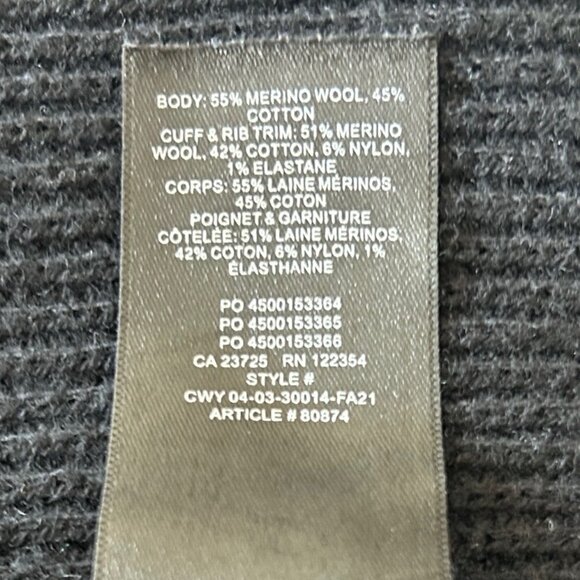 BODY: 55% MERINO WOOL, 45%
COTTON
CUFF & RIB TRIM: 51% MERINO
WOOL, 42% COTTON, 6% NYLON,
1% ELASTANE
CORPS: 55% LAINE MÉRINOS,
45% COTON
POIGNET & GARNITURE
CÔTELÉE: 51% LAINE MÉRINOS,
42% COTON, 6% NYLON, 1%
ÉLASTHANNE
PO 4500153364
PO 4500153365
PO 4500153366
CA 23725 RN 122354
STYLE #
CWY 04-03-30014-FA21
ARTICLE # 80874